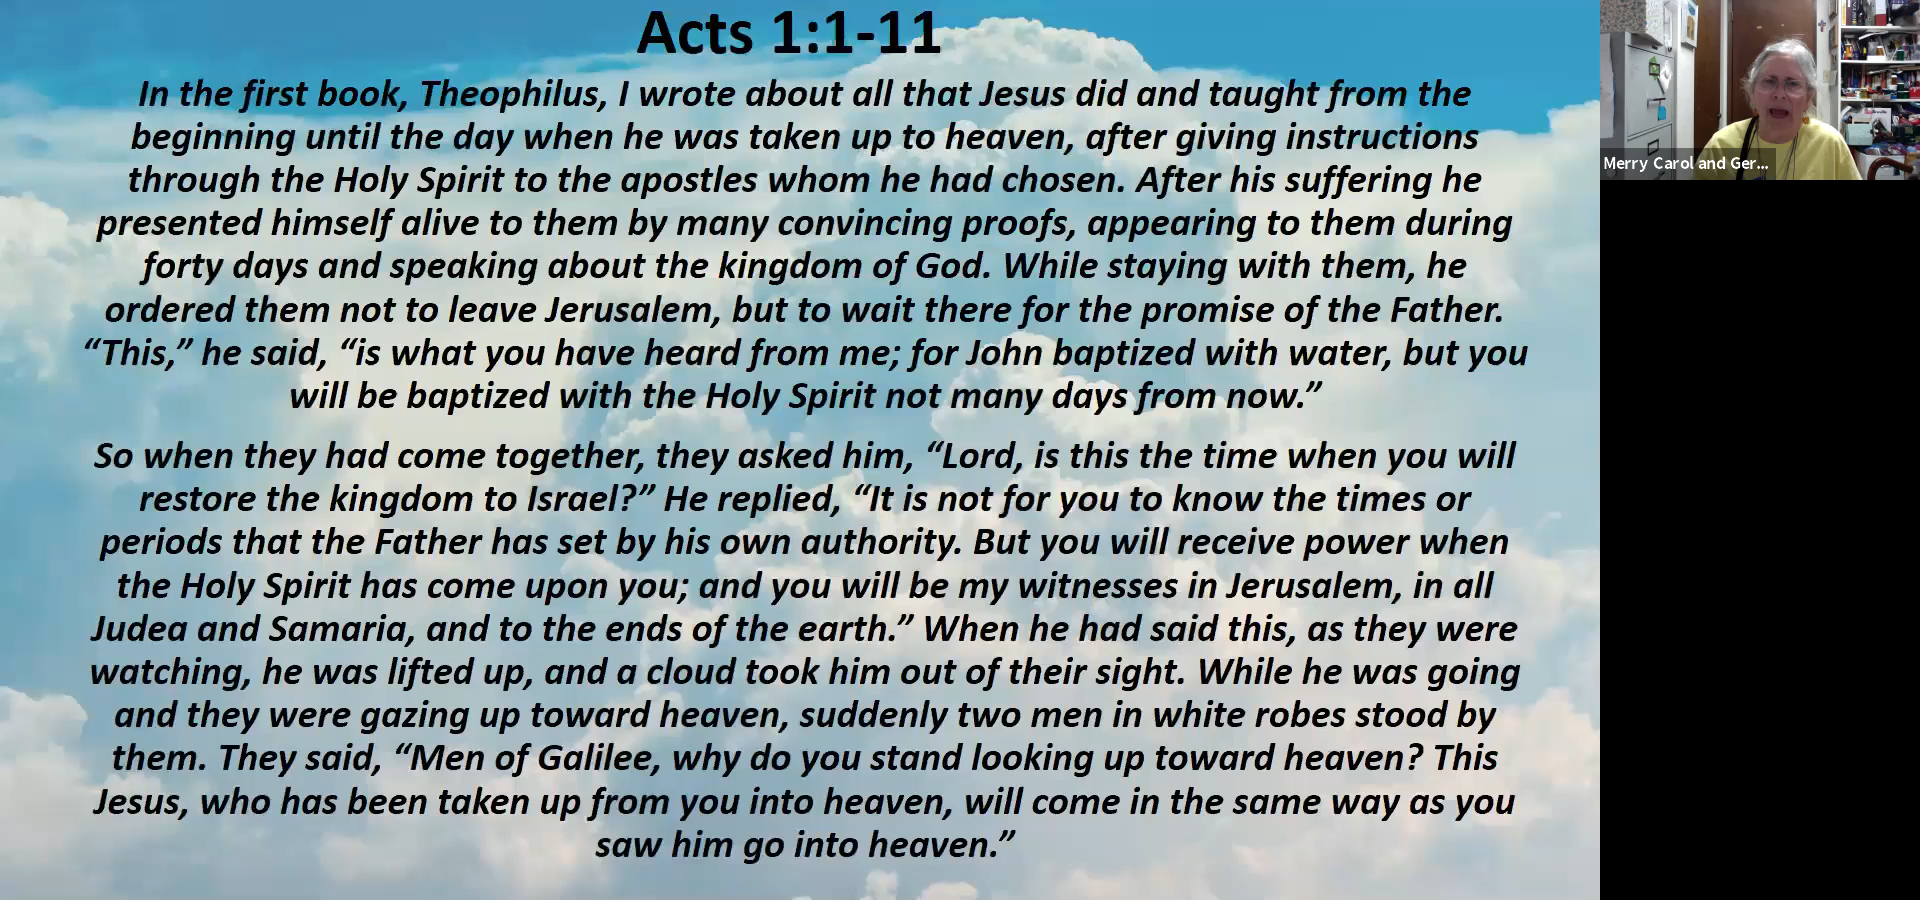 Acts 1:1-11
In the first book, Theophilus, I wrote about all that Jesus did and taught from the
beginning until the day when he was taken up to heaven, after giving instructions
through the Holy Spirit to the apostles whom he had chosen. After his suffering he
presented himself alive to them by many convincing proofs, appearing to them during
forty days and speaking about the kingdom of God. While staying with them, he
ordered them not to leave Jerusalem, but to wait there for the promise of the Father.
“This,” he said, “is what you have heard from me; for John baptized with water, but you
will be baptized with the Holy Spirit not many days from now.”
So when they had come together, they asked him, “Lord, is this the time when you will
restore the kingdom to Israel?” He replied, “It is not for you to know the times or
periods that the Father has set by his own authority. But you will receive power when
the Holy Spirit has come upon you; and you will be my witnesses in Jerusalem, in all
Judea and Samaria, and to the ends of the earth.” When he had said this, as they were
watching, he was lifted up, and a cloud took him out of their sight. While he was going
and they were gazing up toward heaven, suddenly two men in white robes stood by
them. They said, “Men of Galilee, why do you stand looking up toward heaven? This
Jesus, who has been taken up from you into heaven, will come in the same way as you
saw him go into heaven.”
Merry Carol and Ger...